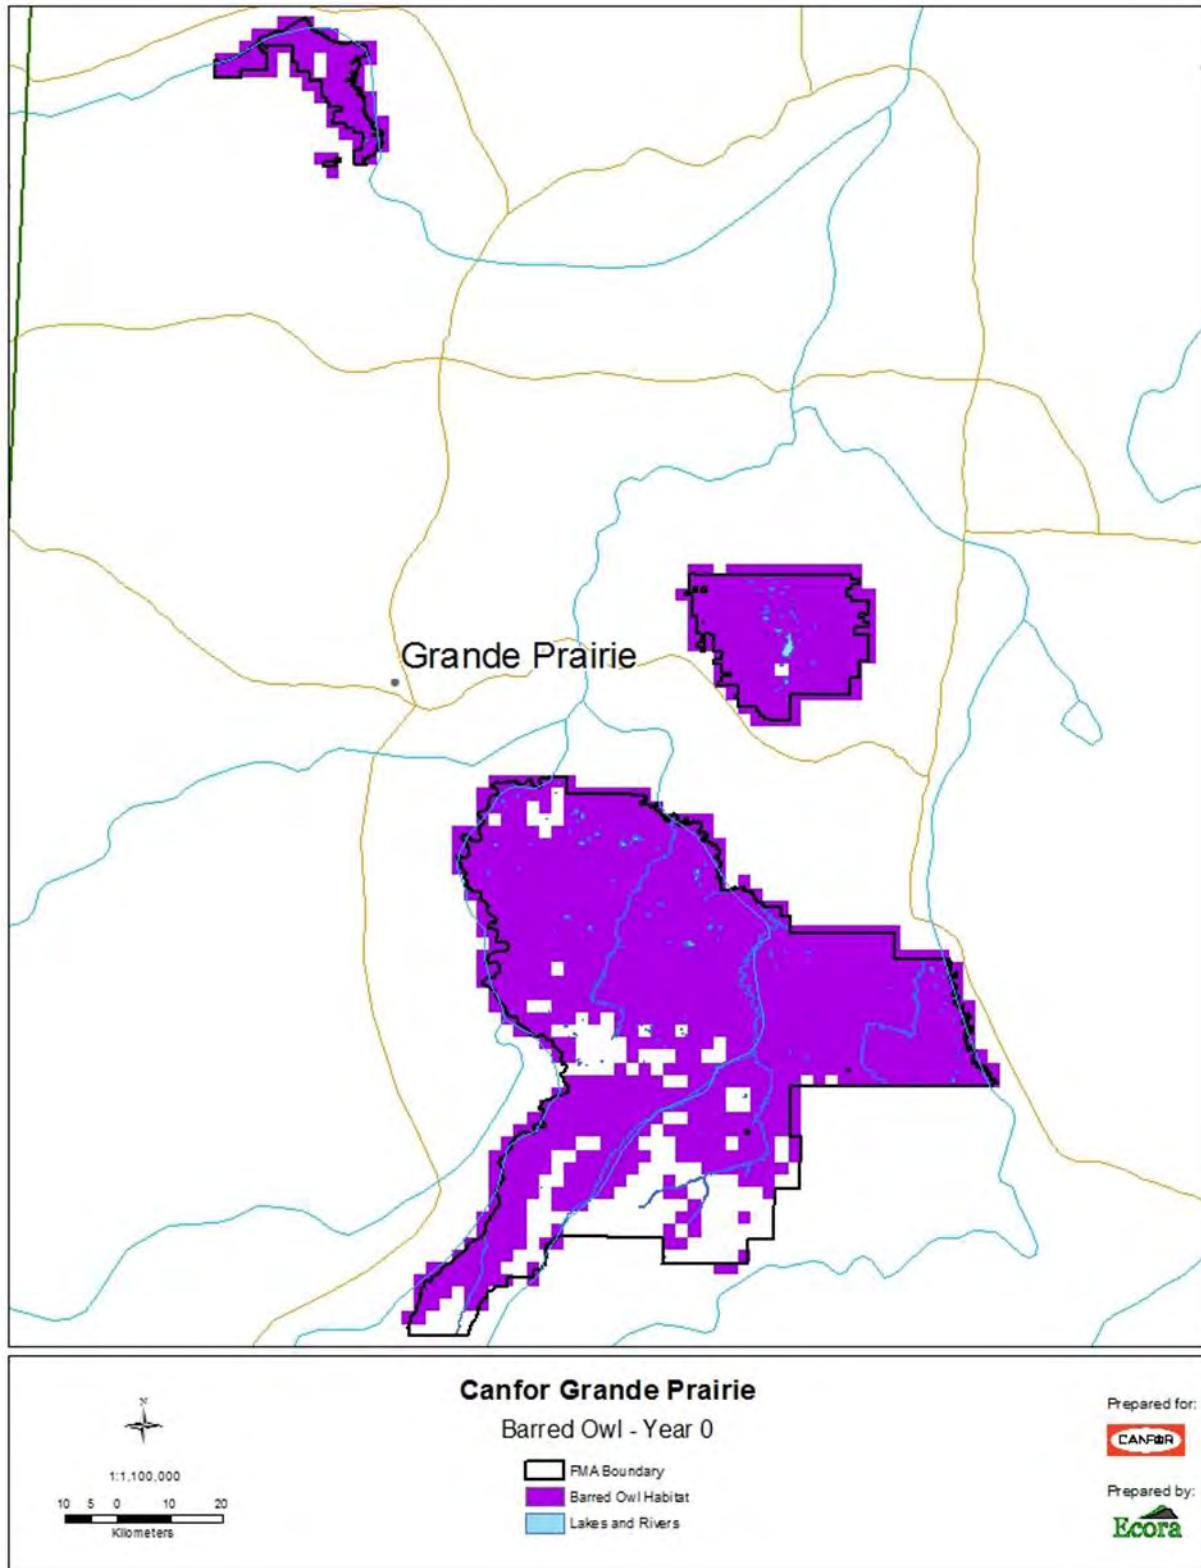 Grande Prairie
Canfor Grande Prairie
Barred Owl - Year 0
N
1:1,100,000
10 5 0 10 20
Kilometers
FMA Boundary
Barred Owl Habitat
Lakes and Rivers
Prepared for:
CANFOR
Prepared by:
Ecora